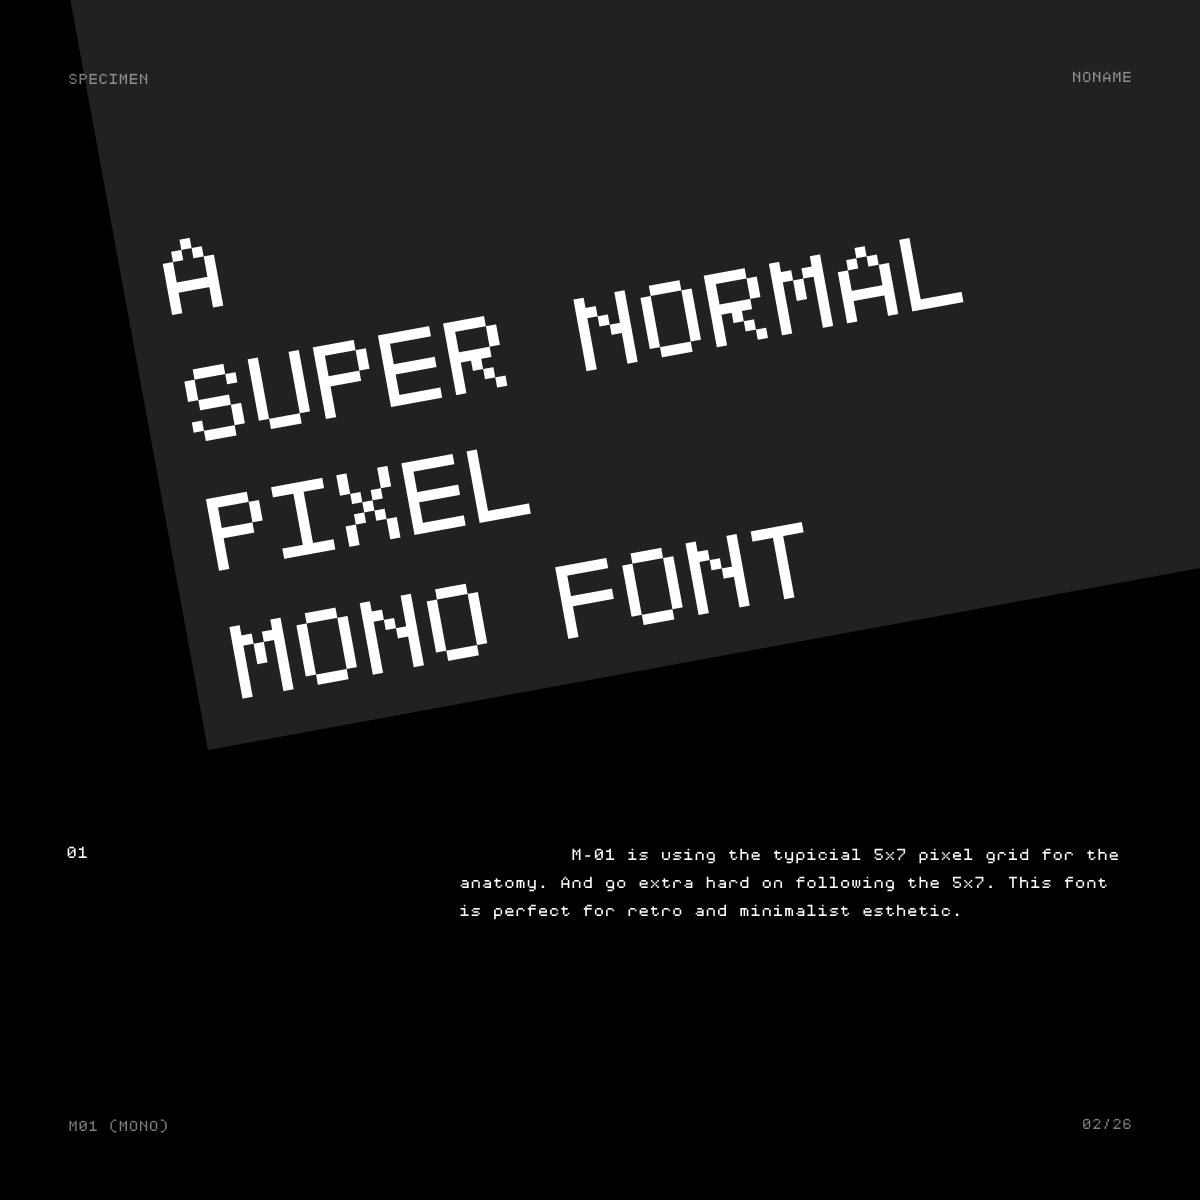 SPECIMEN
NONAME
A
SUPER NORMAL
PIXEL
MONO FONT
01
M-01 is using the typicial 5x7 pixel grid for the
anatomy. And go extra hard on following the 5x7. This font
is perfect for retro and minimalist esthetic.
M01 (MONO)
02/26